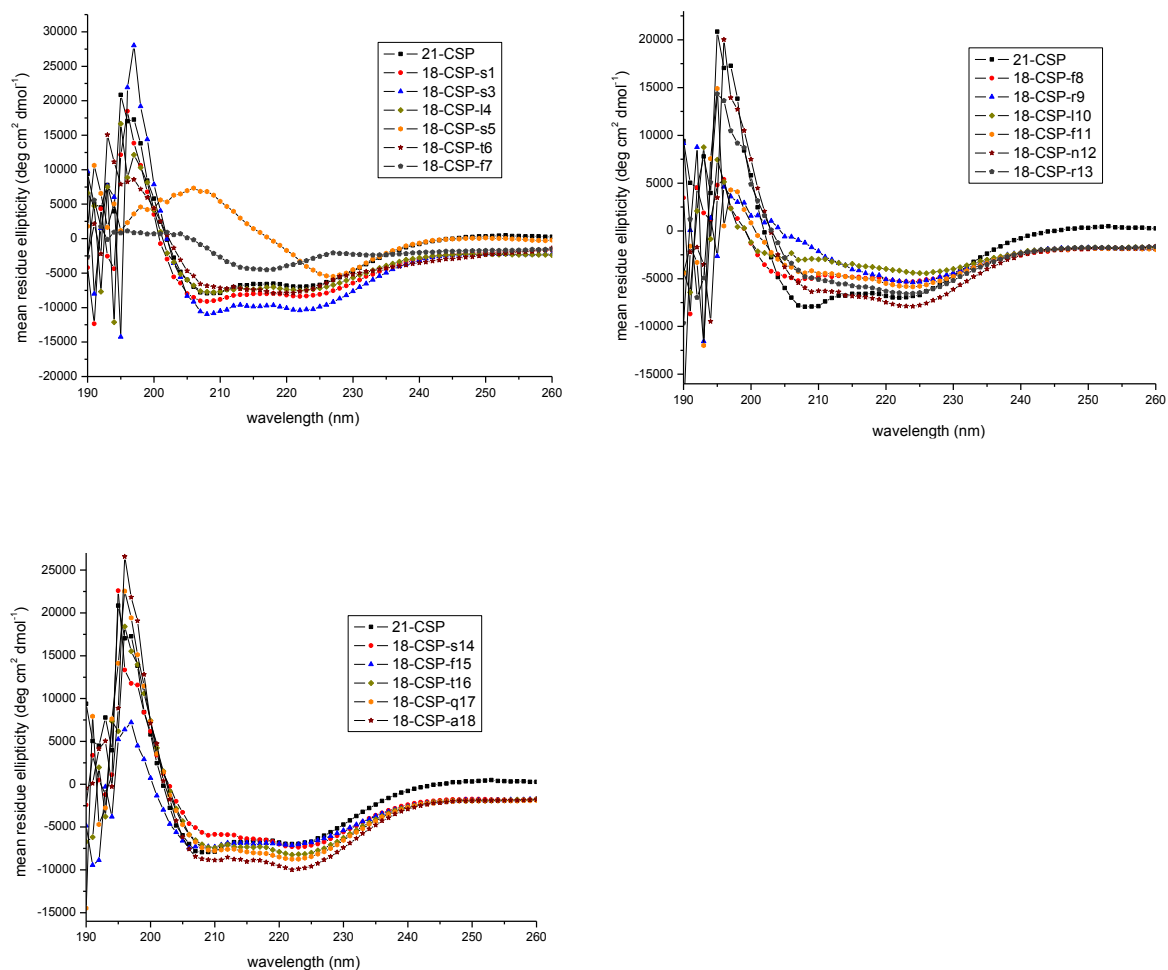 30000
25000
20000
15000
10000
5000
0
-5000
-10000
-15000
-20000
mean residue ellipticity (deg cm² dmol⁻¹)
21-CSP
18-CSP-s1
18-CSP-s3
18-CSP-l4
18-CSP-s5
18-CSP-t6
18-CSP-f7
190 200 210 220 230 240 250 260
wavelength (nm)
20000
15000
10000
5000
0
-5000
-10000
-15000
mean residue ellipticity (deg cm² dmol⁻¹)
21-CSP
18-CSP-f8
18-CSP-r9
18-CSP-l10
18-CSP-f11
18-CSP-n12
18-CSP-r13
190 200 210 220 230 240 250 260
wavelength (nm)
25000
20000
15000
10000
5000
0
-5000
-10000
-15000
mean residue ellipticity (deg cm² dmol⁻¹)
21-CSP
18-CSP-s14
18-CSP-f15
18-CSP-t16
18-CSP-q17
18-CSP-a18
190 200 210 220 230 240 250 260
wavelength (nm)